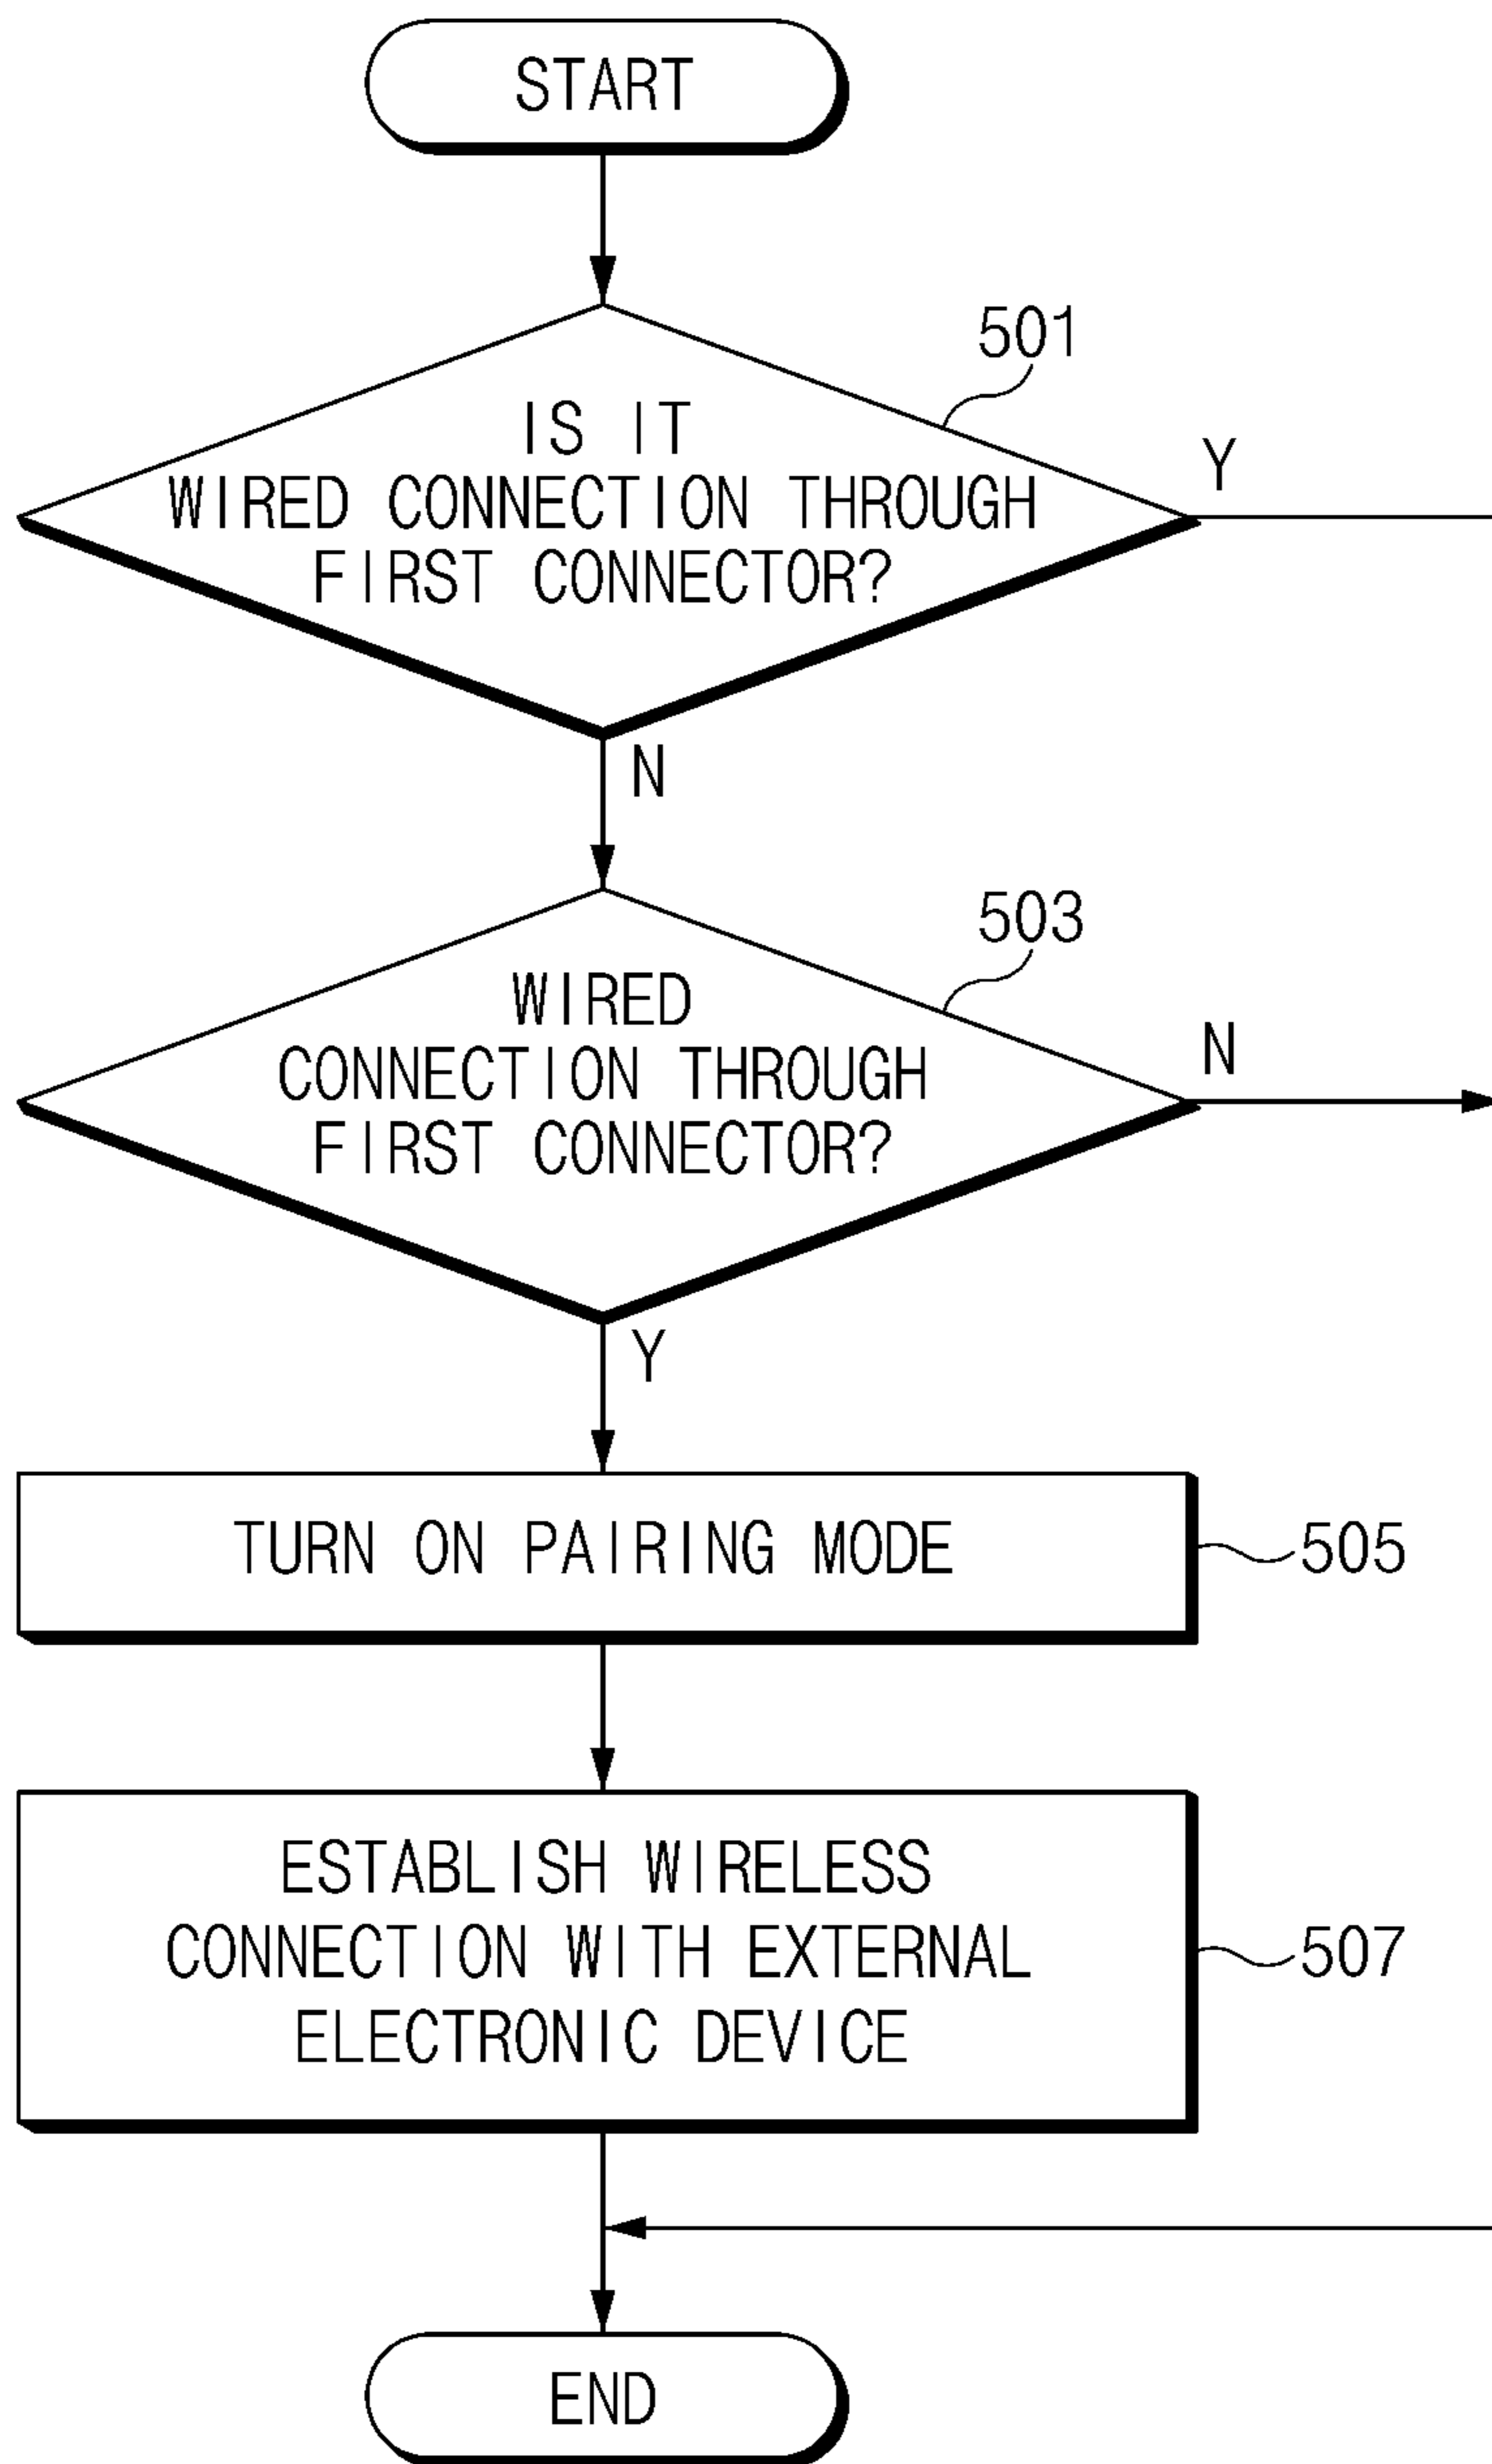 START
501
IS IT
WIRED CONNECTION THROUGH
FIRST CONNECTOR?
Y
N
503
WIRED
CONNECTION THROUGH
FIRST CONNECTOR?
N
Y
TURN ON PAIRING MODE
505
ESTABLISH WIRELESS
CONNECTION WITH EXTERNAL
ELECTRONIC DEVICE
507
END